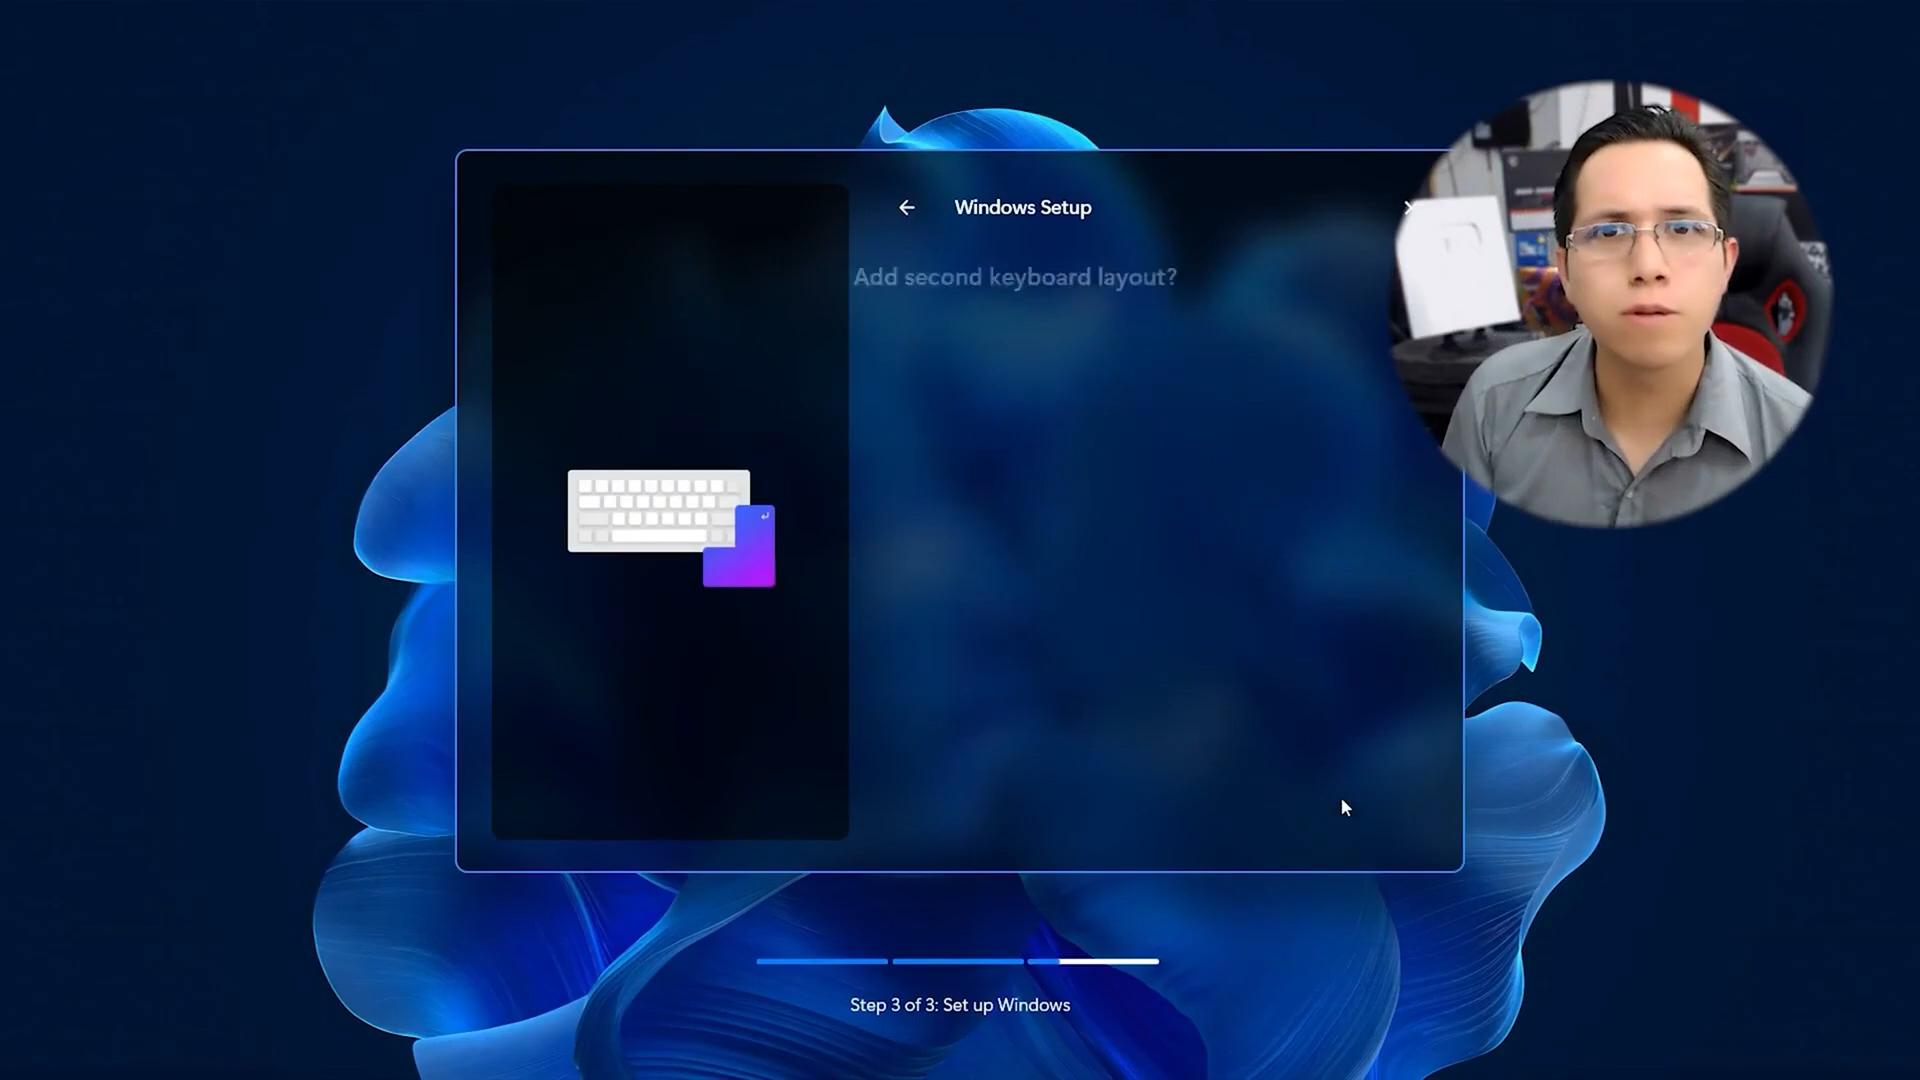 Windows Setup
Add second keyboard layout?
Step 3 of 3: Set up Windows